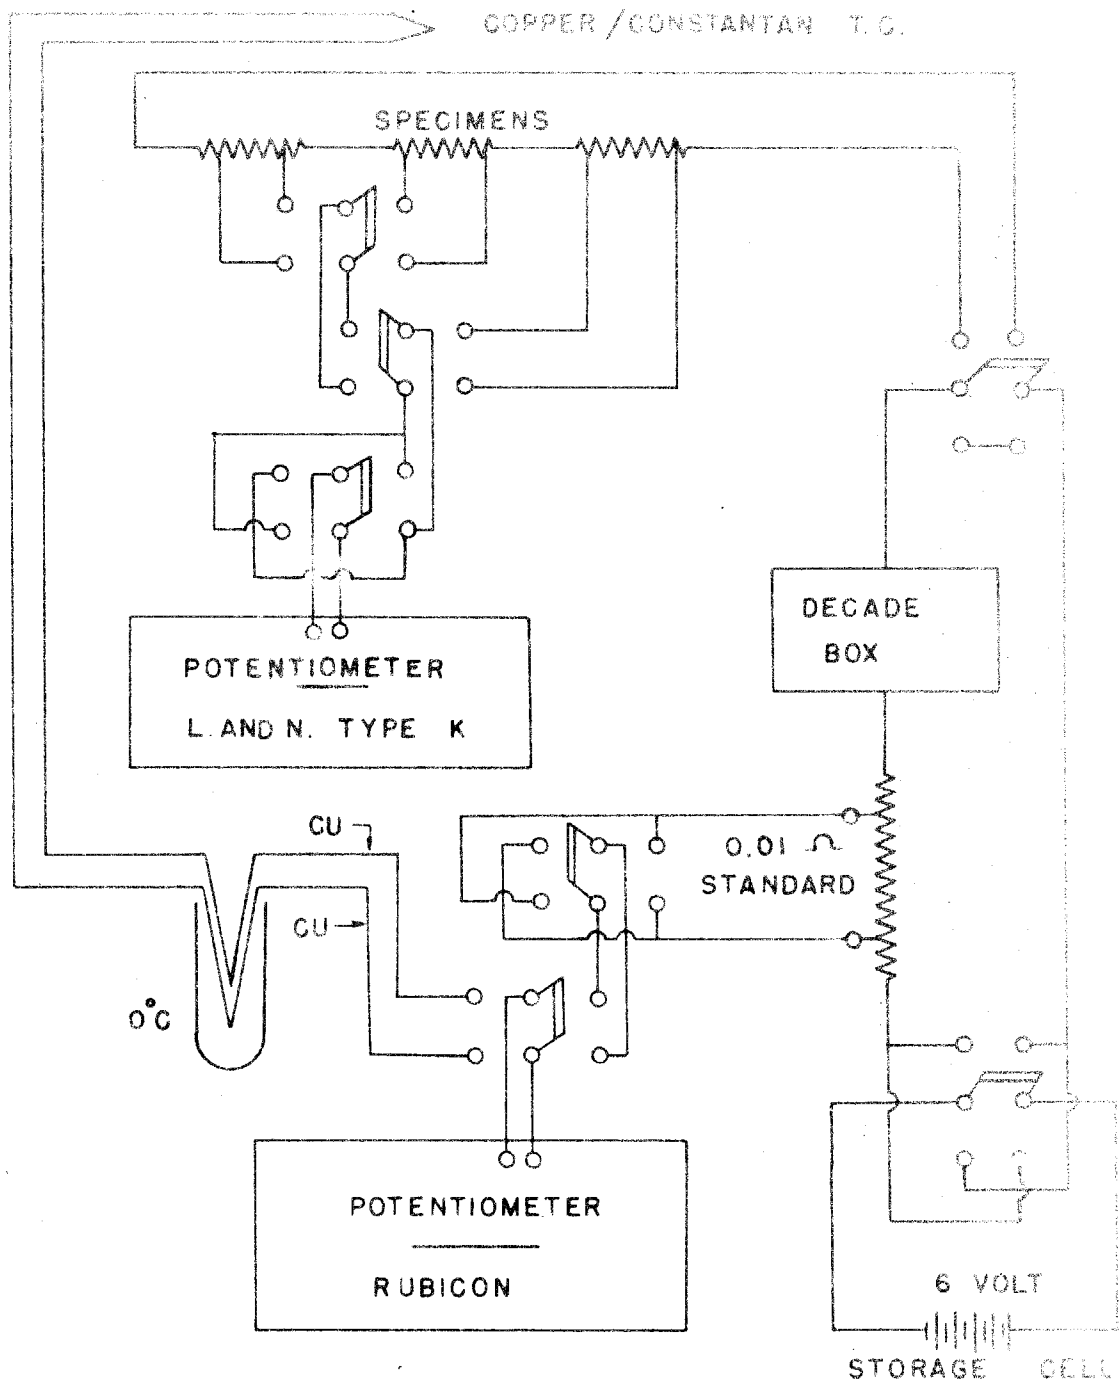 COPPER/CONSTANTAN T.C.
SPECIMENS
DECADE
BOX
POTENTIOMETER
L. AND N. TYPE K
CU
0.01 Ω
STANDARD
CU
0°C
POTENTIOMETER
RUBICON
6 VOLT
STORAGE CELL